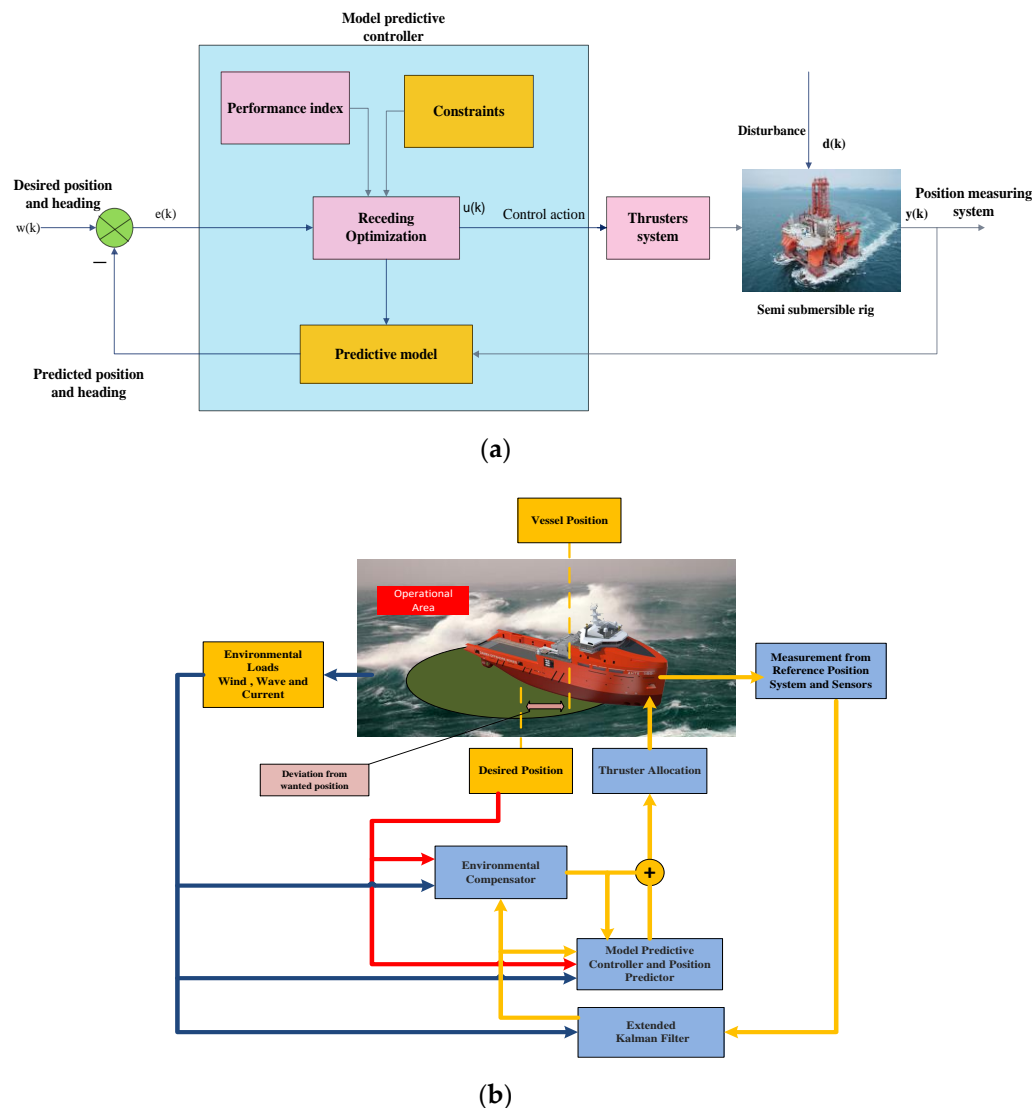 Model predictive
controller
Performance index
Constraints
Disturbance
d(k)
Desired position
and heading
w(k)
e(k)
Receding
Optimization
u(k)
Control action
Thrusters
system
y(k)
Position measuring
system
Semi submersible rig
Predictive model
Predicted position
and heading
(a)
Vessel Position
Operational
Area
Environmental
Loads
Wind , Wave and
Current
Measurement from
Reference Position
System and Sensors
Deviation from
wanted position
Desired Position
Thruster Allocation
Environmental
Compensator
+
Model Predictive
Controller and Position
Predictor
Extended
Kalman Filter
(b)